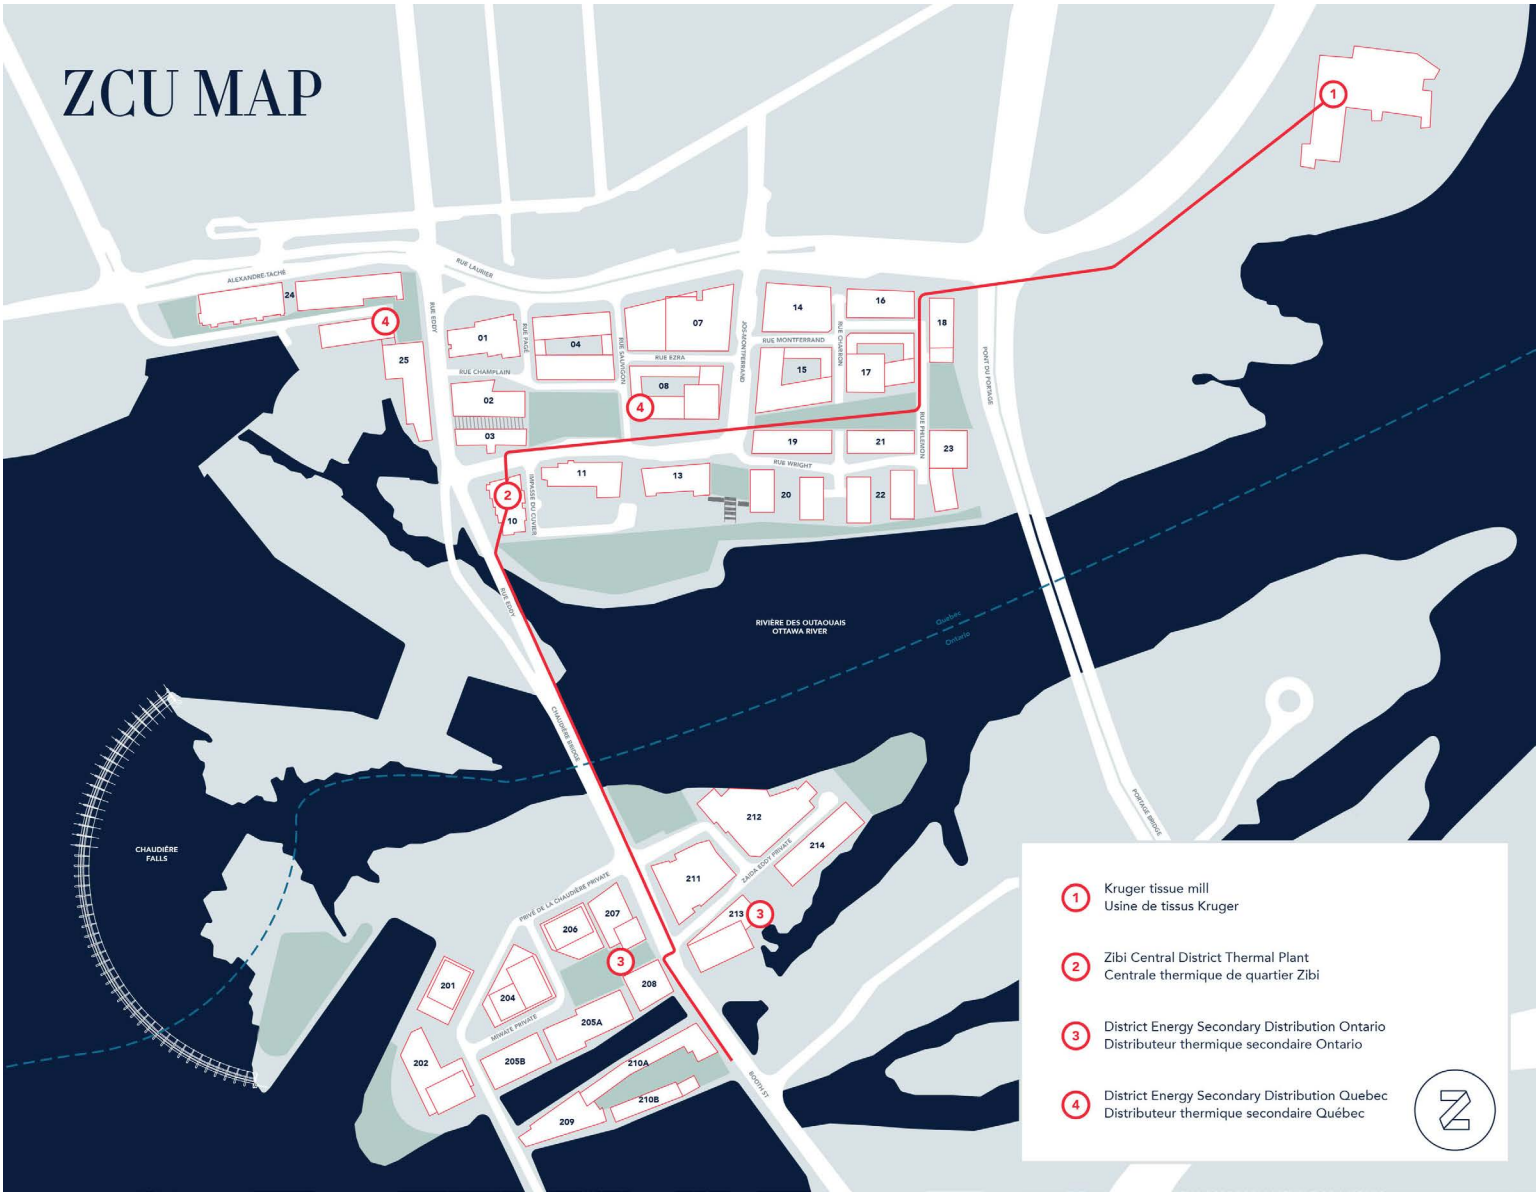 ZCU MAP
1
ALEXANDRE-TACHÉ
RUE LAURIER
24
16
14
18
4
RUE EDDY
01
RUE PAGÉ
04
07
JOS-MONTFERRAND
RUE CHARRON
RUE MONTFERRAND
RUE SAUVIGON
25
RUE EZRA
15
17
PONT DU PORTAGE
RUE CHAMPLAIN
08
02
4
03
19
21
RUE PHILEMON
23
RUE WRIGHT
11
13
2
10
IMPASSE DU CUVIER
20
22
RUE EDDY
RIVIÈRE DES OUTAOUAIS
OTTAWA RIVER
Quebec
Ontario
CHAUDIÈRE BRIDGE
PORTAGE BRIDGE
CHAUDIÈRE
FALLS
212
214
ZAIDA EDDY PRIVATE
211
PRIVÉ DE LA CHAUDIÈRE PRIVATE
207
206
213
3
3
201
204
208
MIWATE PRIVATE
205A
205B
202
210A
210B
209
BOOTH ST
1
Kruger tissue mill
Usine de tissus Kruger
2
Zibi Central District Thermal Plant
Centrale thermique de quartier Zibi
3
District Energy Secondary Distribution Ontario
Distributeur thermique secondaire Ontario
4
District Energy Secondary Distribution Quebec
Distributeur thermique secondaire Québec
Z